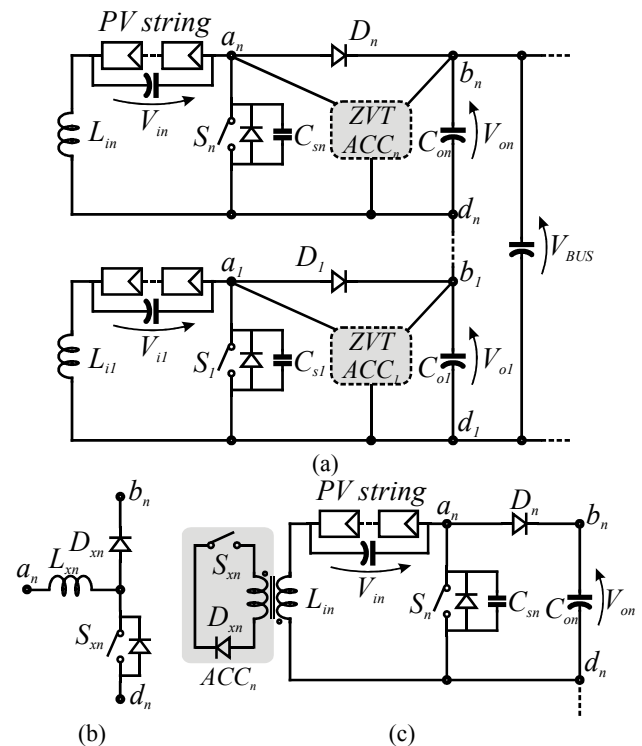 PV string
a_n
D_n
b_n
V_in
L_in
S_n
C_sn
ZVT
ACC_n
C_on
V_on
d_n
V_BUS
a_1
D_1
b_1
V_i1
L_i1
S_1
C_s1
ZVT
ACC_1
C_o1
V_o1
d_1
(a)
b_n
D_xn
a_n
L_xn
S_xn
d_n
(b)
PV string
a_n
D_n
b_n
S_xn
V_in
L_in
D_xn
ACC_n
S_n
C_sn
C_on
V_on
d_n
(c)